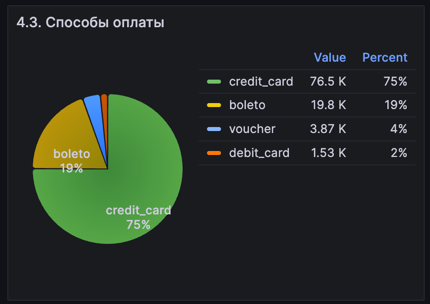 4.3. Способы оплаты
Value Percent
credit_card 76.5 K 75%
boleto 19.8 K 19%
voucher 3.87 K 4%
debit_card 1.53 K 2%
boleto
19%
credit_card
75%